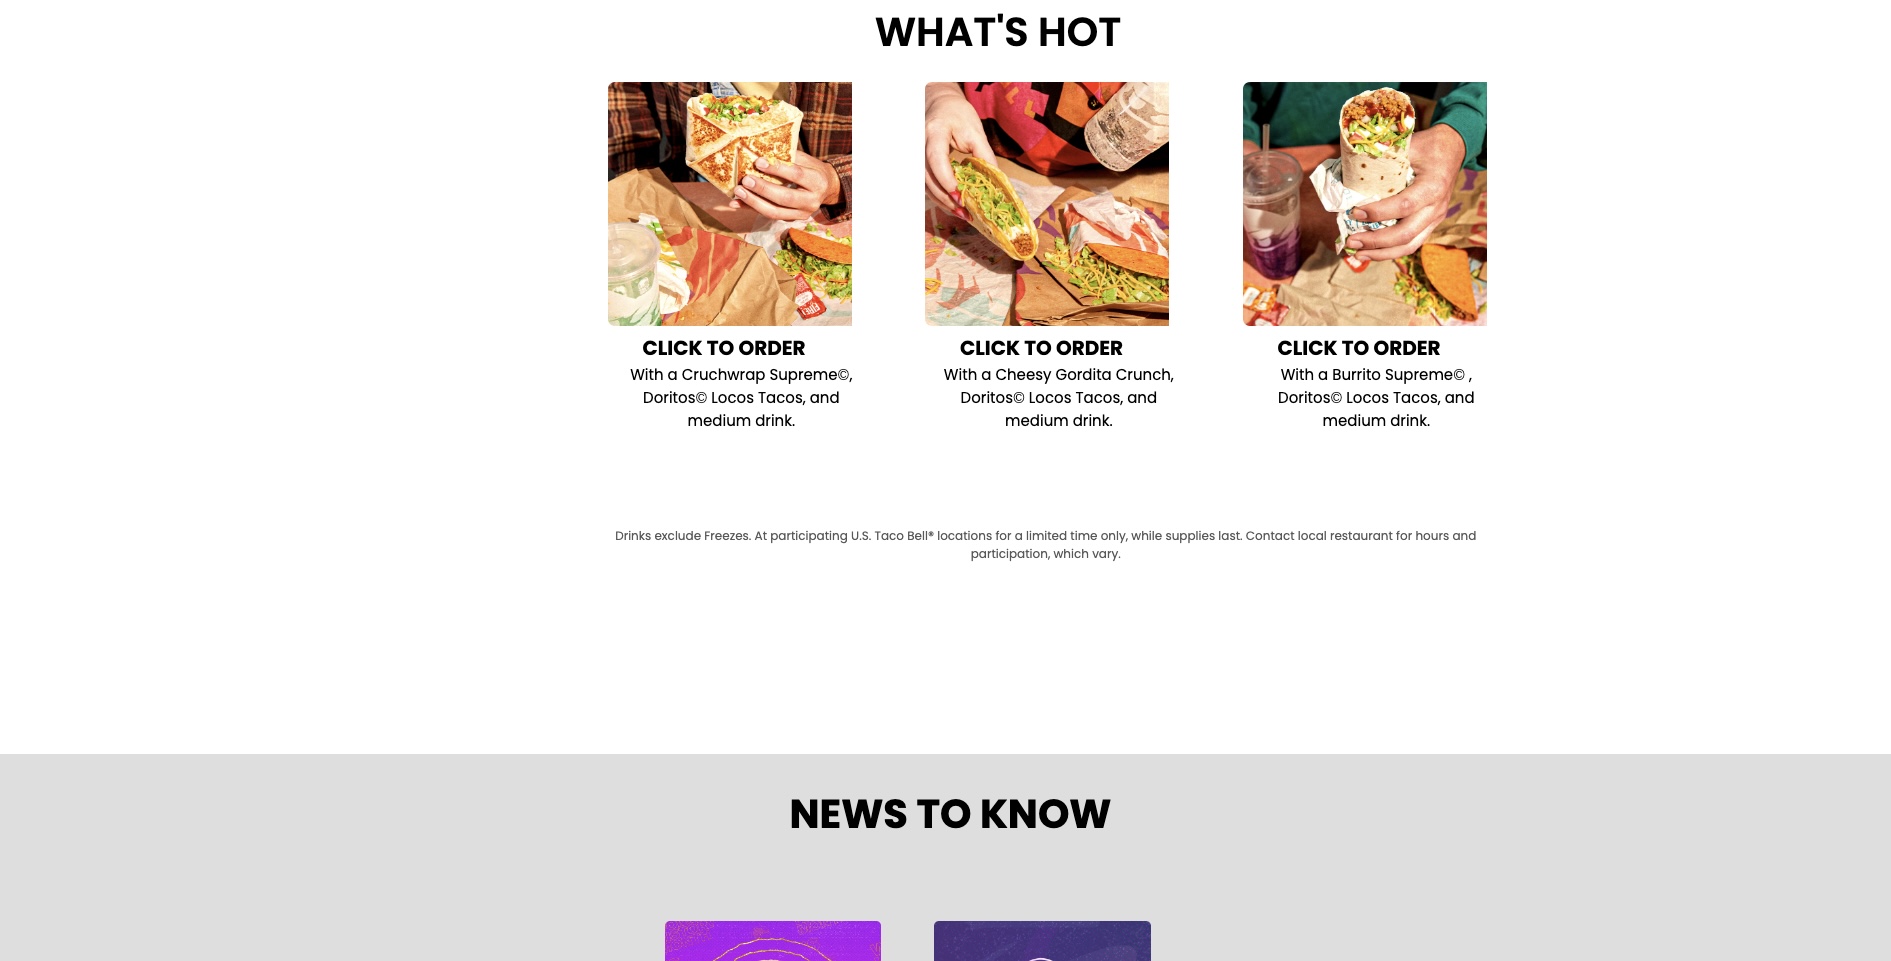 WHAT'S HOT
CLICK TO ORDER
With a Cruchwrap Supreme©,
Doritos© Locos Tacos, and
medium drink.
CLICK TO ORDER
With a Cheesy Gordita Crunch,
Doritos© Locos Tacos, and
medium drink.
CLICK TO ORDER
With a Burrito Supreme© ,
Doritos© Locos Tacos, and
medium drink.
FIRE!
Drinks exclude Freezes. At participating U.S. Taco Bell® locations for a limited time only, while supplies last. Contact local restaurant for hours and
participation, which vary.
NEWS TO KNOW